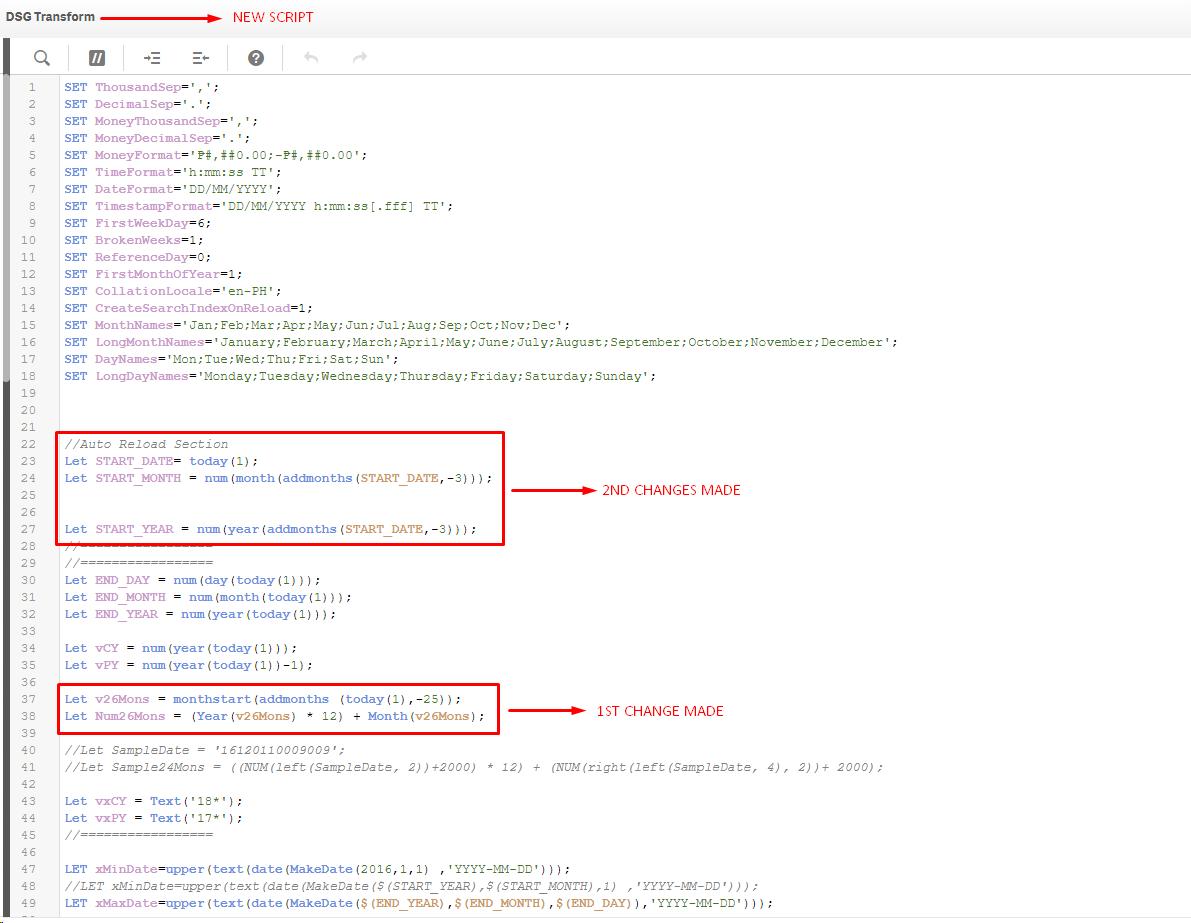 DSG Transform NEW SCRIPT
1 SET ThousandSep=',';
2 SET DecimalSep='.';
3 SET MoneyThousandSep=',';
4 SET MoneyDecimalSep='.';
5 SET MoneyFormat='₱#,##0.00;-₱#,##0.00';
6 SET TimeFormat='h:mm:ss TT';
7 SET DateFormat='DD/MM/YYYY';
8 SET TimestampFormat='DD/MM/YYYY h:mm:ss[.fff] TT';
9 SET FirstWeekDay=6;
10 SET BrokenWeeks=1;
11 SET ReferenceDay=0;
12 SET FirstMonthOfYear=1;
13 SET CollationLocale='en-PH';
14 SET CreateSearchIndexOnReload=1;
15 SET MonthNames='Jan;Feb;Mar;Apr;May;Jun;Jul;Aug;Sep;Oct;Nov;Dec';
16 SET LongMonthNames='January;February;March;April;May;June;July;August;September;October;November;December';
17 SET DayNames='Mon;Tue;Wed;Thu;Fri;Sat;Sun';
18 SET LongDayNames='Monday;Tuesday;Wednesday;Thursday;Friday;Saturday;Sunday';
19
20
21
22 //Auto Reload Section
23 Let START_DATE= today(1);
24 Let START_MONTH = num(month(addmonths(START_DATE,-3)));
25 2ND CHANGES MADE
26
27 Let START_YEAR = num(year(addmonths(START_DATE,-3)));
28 //=================
29 //=================
30 Let END_DAY = num(day(today(1)));
31 Let END_MONTH = num(month(today(1)));
32 Let END_YEAR = num(year(today(1)));
33
34 Let vCY = num(year(today(1)));
35 Let vPY = num(year(today(1))-1);
36
37 Let v26Mons = monthstart(addmonths (today(1),-25));
38 Let Num26Mons = (Year(v26Mons) * 12) + Month(v26Mons); 1ST CHANGE MADE
39
40 //Let SampleDate = '16120110009009';
41 //Let Sample24Mons = ((NUM(left(SampleDate, 2))+2000) * 12) + (NUM(right(left(SampleDate, 4), 2))+ 2000);
42
43 Let vxCY = Text('18*');
44 Let vxPY = Text('17*');
45 //=================
46
47 LET xMinDate=upper(text(date(MakeDate(2016,1,1) ,'YYYY-MM-DD')));
48 //LET xMinDate=upper(text(date(MakeDate($(START_YEAR),$(START_MONTH),1) ,'YYYY-MM-DD')));
49 LET xMaxDate=upper(text(date(MakeDate($(END_YEAR),$(END_MONTH),$(END_DAY)),'YYYY-MM-DD')));